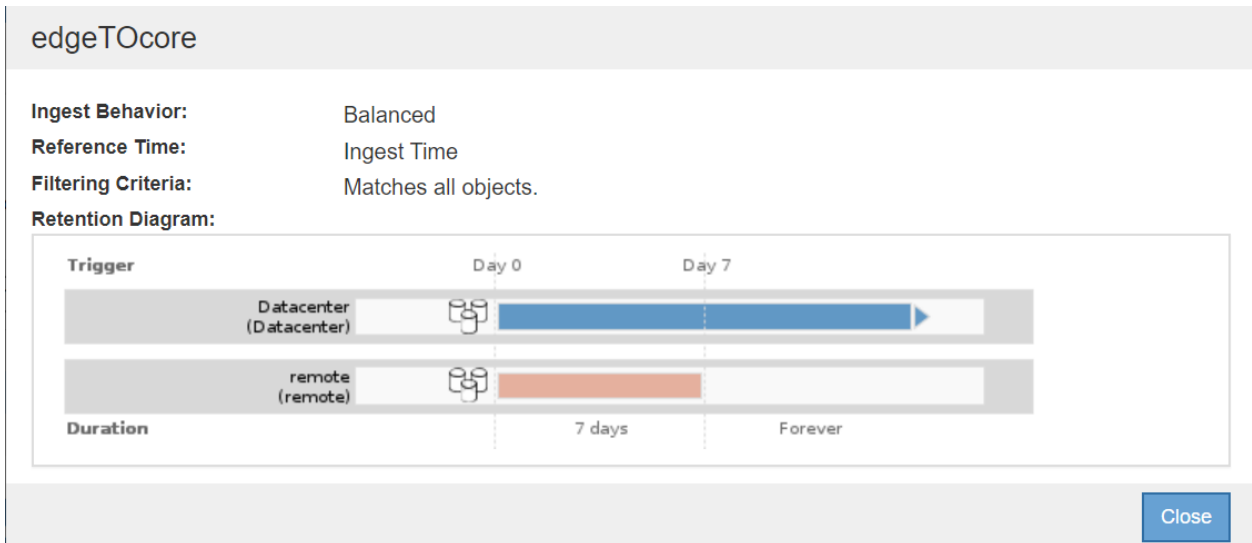 edgeTOcore
Ingest Behavior: Balanced
Reference Time: Ingest Time
Filtering Criteria: Matches all objects.
Retention Diagram:
Trigger Day 0 Day 7
Datacenter
(Datacenter)
remote
(remote)
Duration 7 days Forever
Close